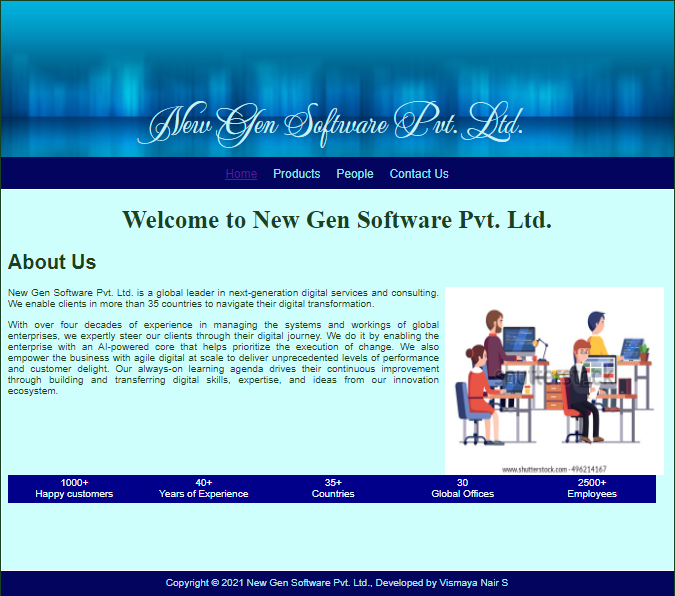 New Gen Software Pvt. Ltd.
Home Products People Contact Us
Welcome to New Gen Software Pvt. Ltd.
About Us
New Gen Software Pvt. Ltd. is a global leader in next-generation digital services and consulting.
We enable clients in more than 35 countries to navigate their digital transformation.
With over four decades of experience in managing the systems and workings of global
enterprises, we expertly steer our clients through their digital journey. We do it by enabling the
enterprise with an AI-powered core that helps prioritize the execution of change. We also
empower the business with agile digital at scale to deliver unprecedented levels of performance
and customer delight. Our always-on learning agenda drives their continuous improvement
through building and transferring digital skills, expertise, and ideas from our innovation
ecosystem.
www.shutterstock.com · 496214167
1000+ 40+ 35+ 30 2500+
Happy customers Years of Experience Countries Global Offices Employees
Copyright © 2021 New Gen Software Pvt. Ltd., Developed by Vismaya Nair S